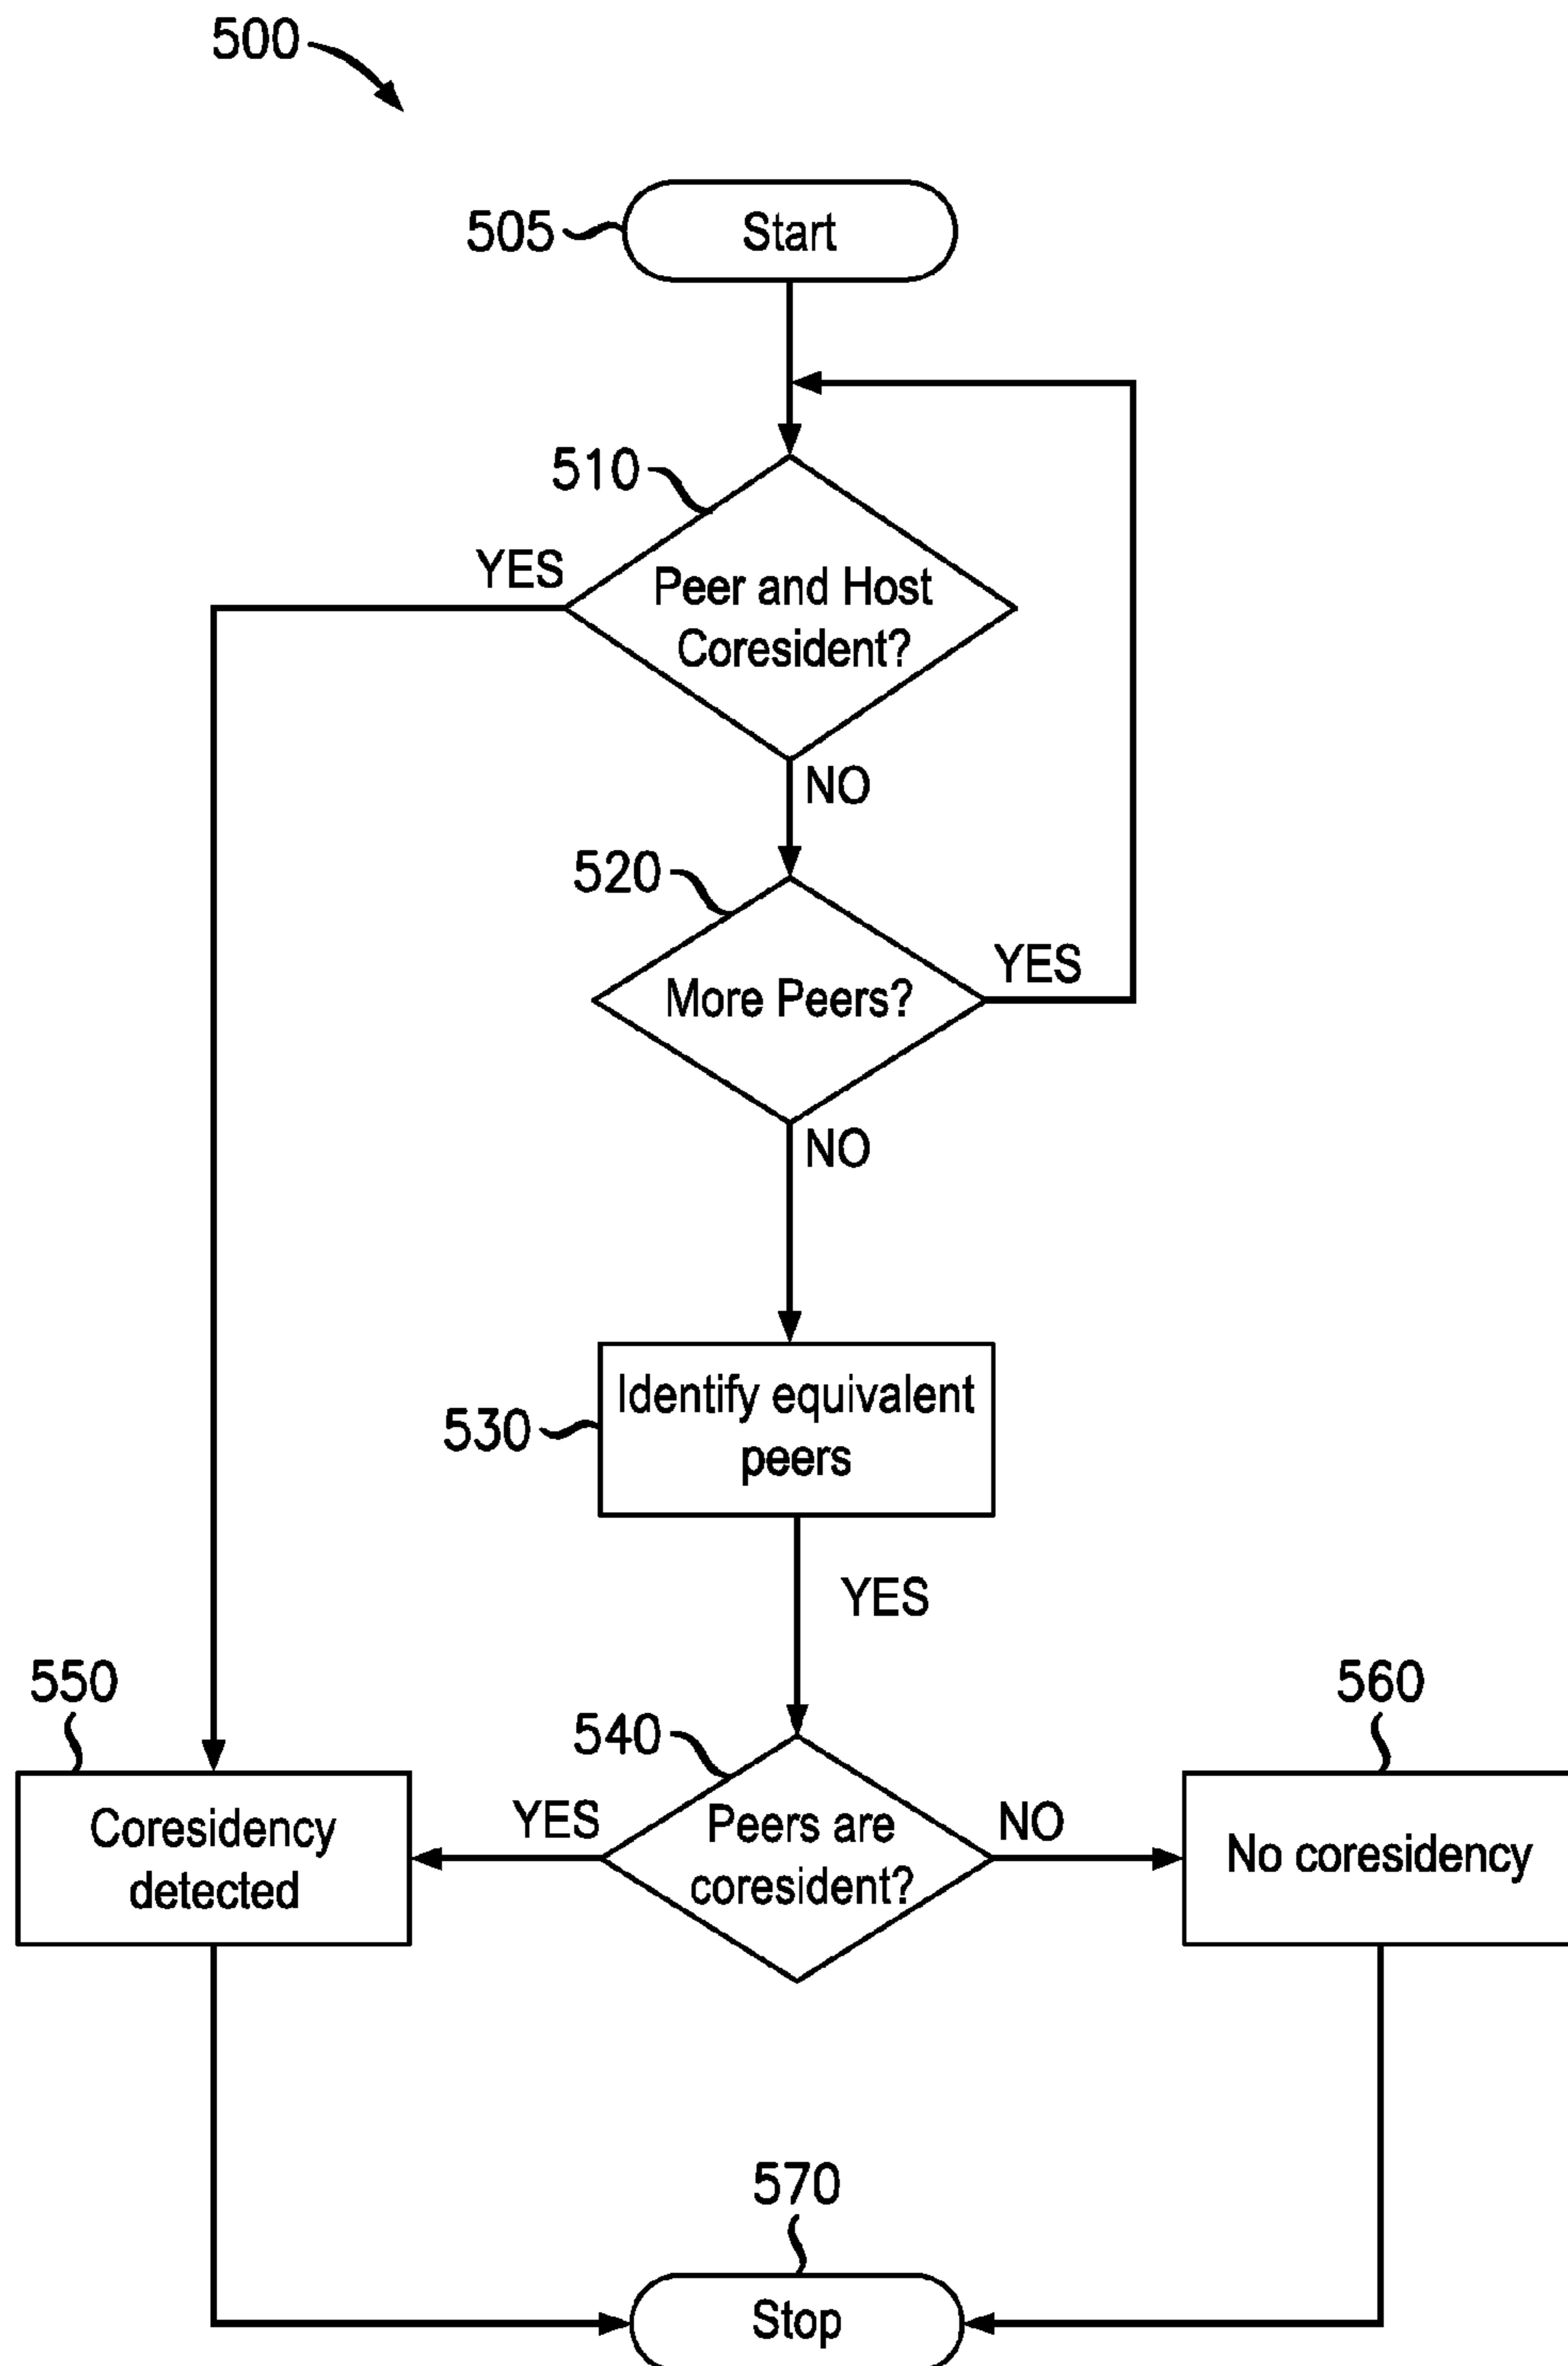 500
505
Start
510
YES
Peer and Host
Coresident?
NO
520
More Peers?
YES
NO
530
Identify equivalent
peers
YES
550
540
560
Coresidency
detected
YES
Peers are
coresident?
NO
No coresidency
570
Stop